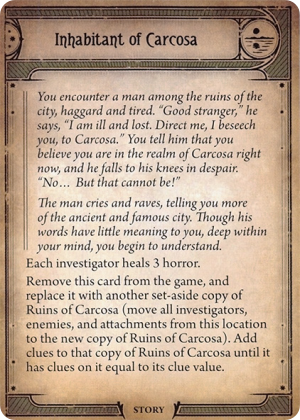 Inhabitant of Carcosa
You encounter a man among the ruins of the
city, haggard and tired. “Good stranger,” he
says, “I am ill and lost. Direct me, I beseech
you, to Carcosa.” You tell him that you
believe you are in the realm of Carcosa right
now, and he falls to his knees in despair.
“No… But that cannot be!”
The man cries and raves, telling you more
of the ancient and famous city. Though his
words have little meaning to you, deep within
your mind, you begin to understand.
Each investigator heals 3 horror.
Remove this card from the game, and
replace it with another set-aside copy of
Ruins of Carcosa (move all investigators,
enemies, and attachments from this location
to the new copy of Ruins of Carcosa). Add
clues to that copy of Ruins of Carcosa until it
has clues on it equal to its clue value.
STORY